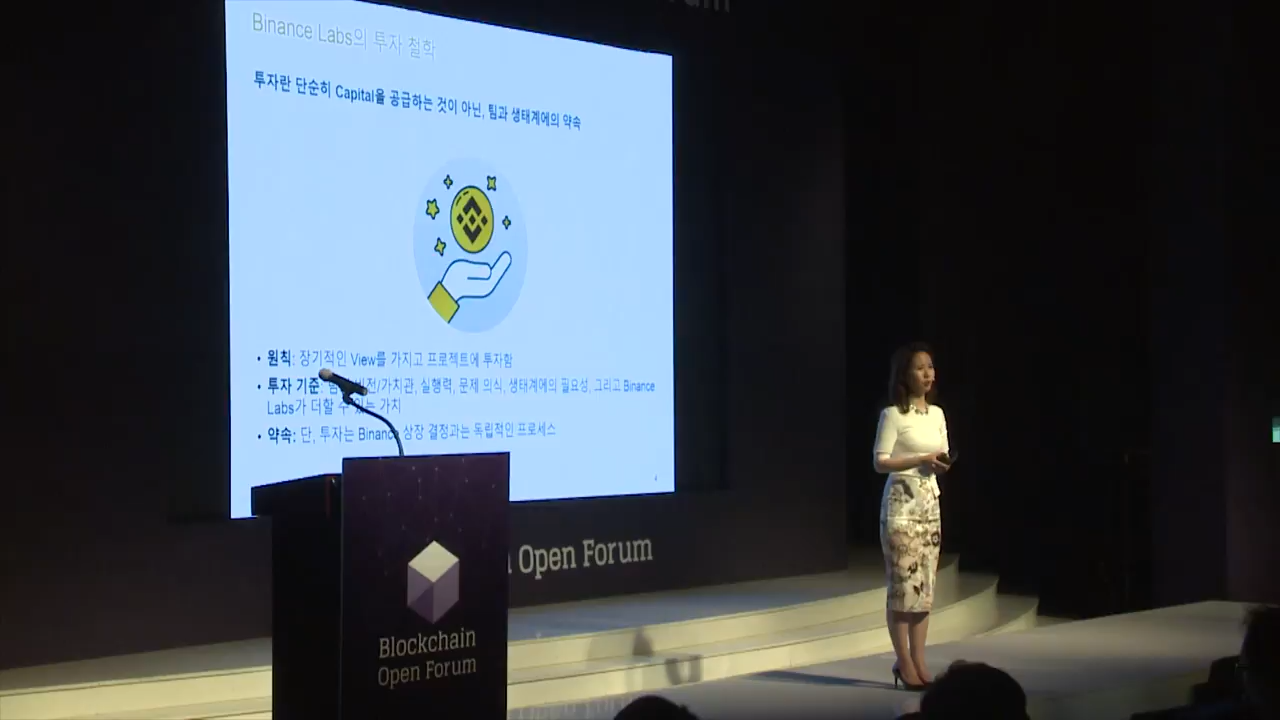 Binance Labs의 투자 철학
투자란 단순히 Capital을 공급하는 것이 아닌, 팀과 생태계에의 약속
• 원칙: 장기적인 View를 가지고 프로젝트에 투자함
• 투자 기준: 비전/가치관, 실행력, 문제 의식, 생태계에의 필요성, 그리고 Binance
Labs가 더할 수 있는 가치
• 약속: 단, 투자는 Binance 상장 결정과는 독립적인 프로세스
4
Open Forum
Blockchain
Open Forum